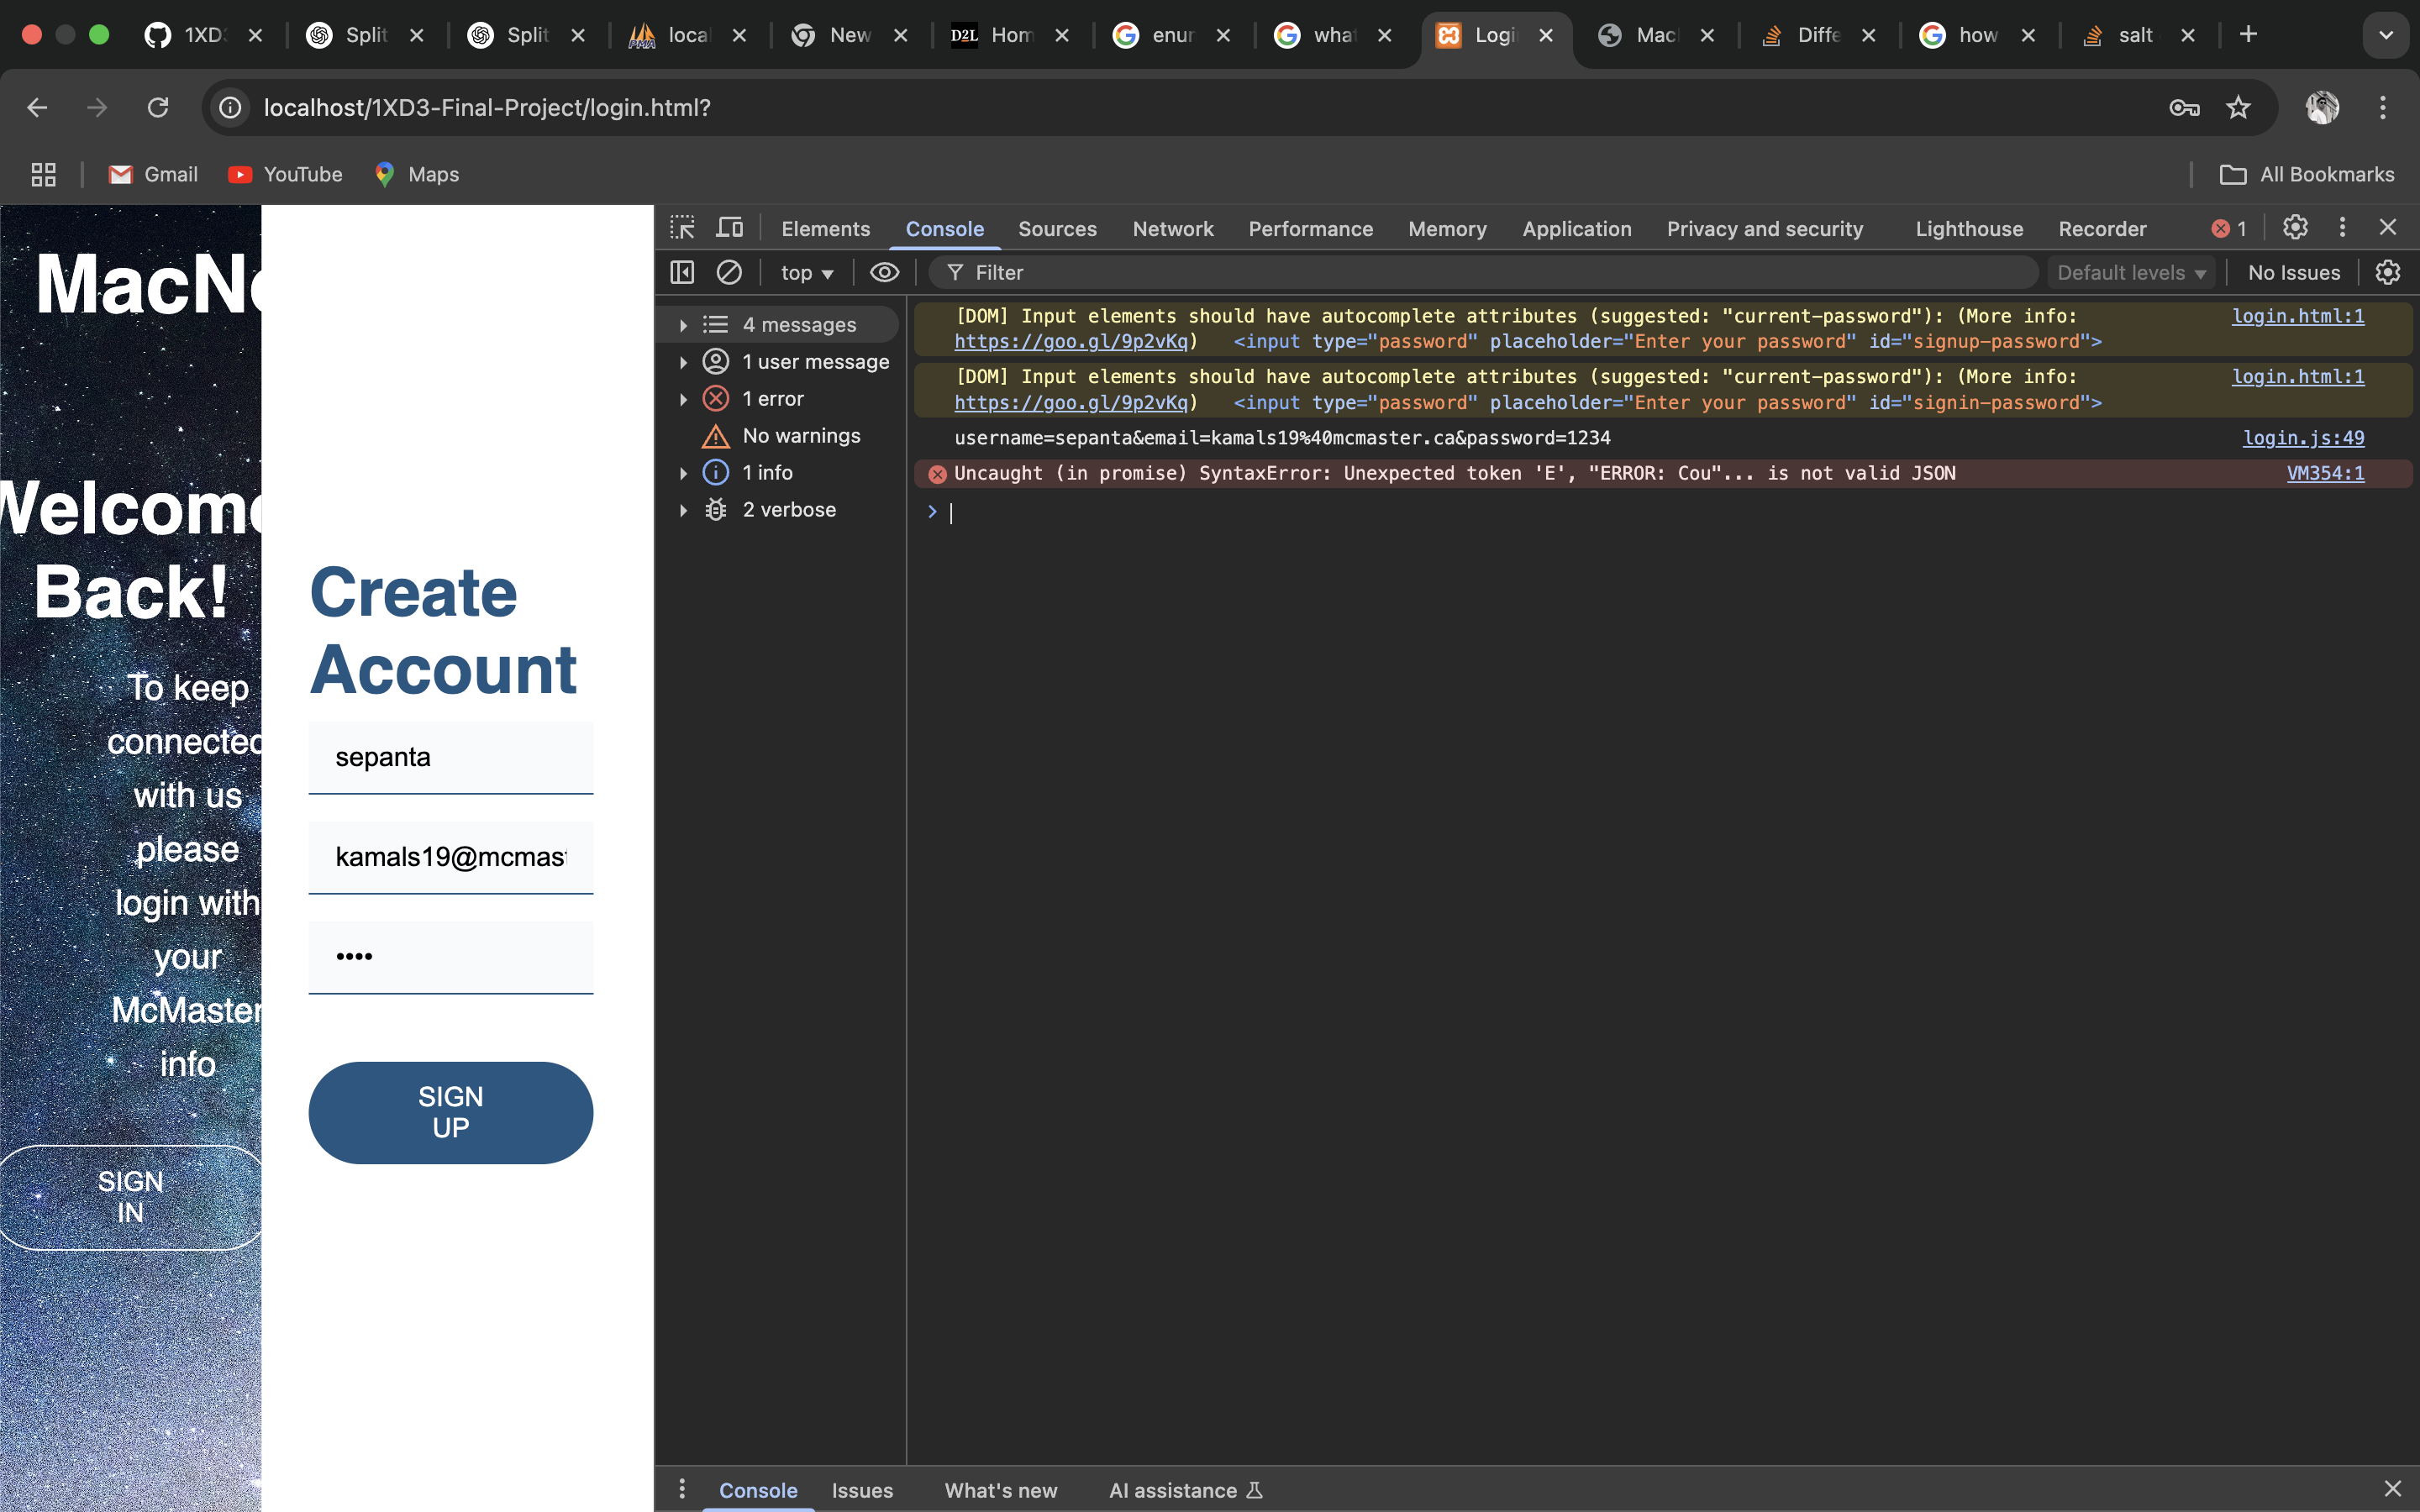 1XD3
Split
Split
local
New
D2L Hom
enur
what
Login
Mac
Diffe
how
salt
localhost/1XD3-Final-Project/login.html?
Gmail
YouTube
Maps
All Bookmarks
MacNo
Welcome
Back!
To keep
connected
with us
please
login with
your
McMaster
info
SIGN
IN
Create
Account
sepanta
kamals19@mcmast
••••
SIGN
UP
Elements
Console
Sources
Network
Performance
Memory
Application
Privacy and security
Lighthouse
Recorder
1
top
Filter
Default levels
No Issues
4 messages
1 user message
1 error
No warnings
1 info
2 verbose
[DOM] Input elements should have autocomplete attributes (suggested: "current-password"): (More info: login.html:1
https://goo.gl/9p2vKq) <input type="password" placeholder="Enter your password" id="signup-password">
[DOM] Input elements should have autocomplete attributes (suggested: "current-password"): (More info: login.html:1
https://goo.gl/9p2vKq) <input type="password" placeholder="Enter your password" id="signin-password">
username=sepanta&email=kamals19%40mcmaster.ca&password=1234 login.js:49
Uncaught (in promise) SyntaxError: Unexpected token 'E', "ERROR: Cou"... is not valid JSON VM354:1
>
Console
Issues
What's new
AI assistance